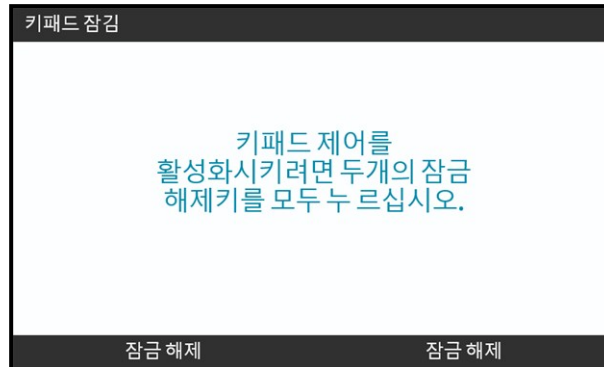 키패드 잠김
키패드 제어를
활성화시키려면 두개의 잠금
해제키를 모두 누 르십시오.
잠금 해제
잠금 해제